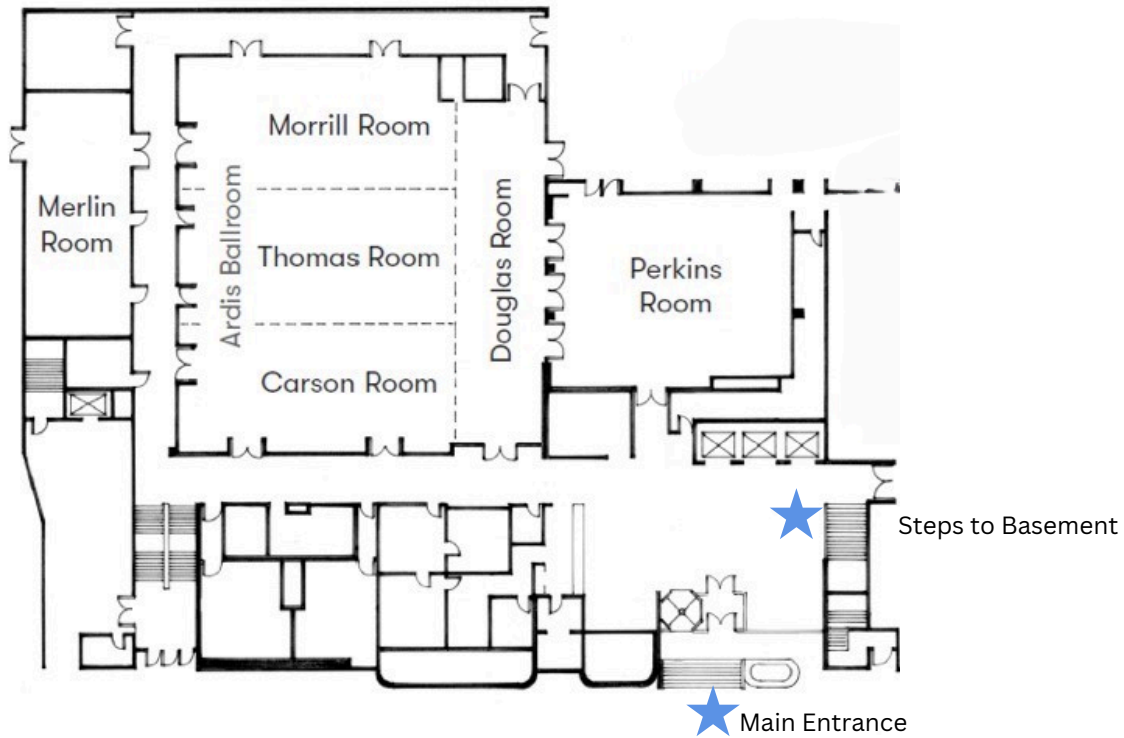 Morrill Room
Merlin
Room
Ardis Ballroom
Thomas Room
Douglas Room
Perkins
Room
Carson Room
Steps to Basement
Main Entrance